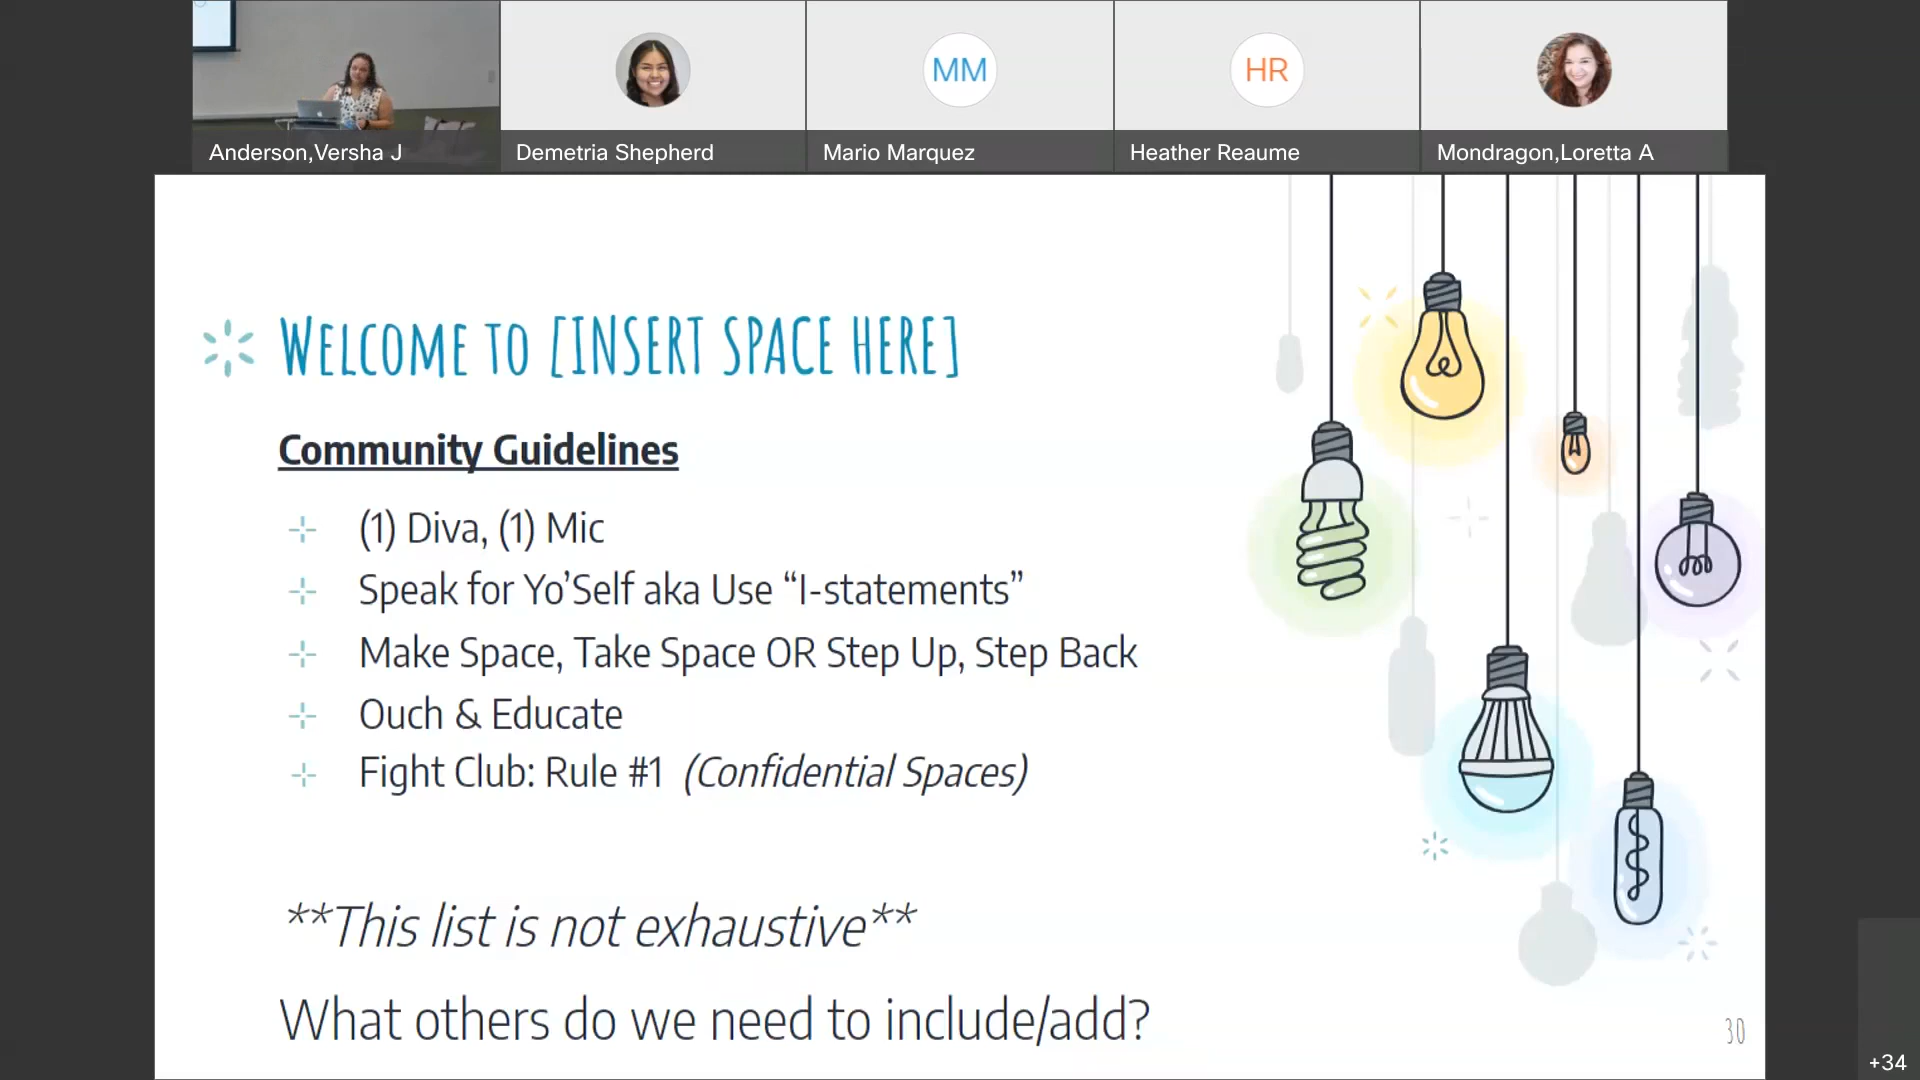 MM
HR
Anderson,Versha J
Demetria Shepherd
Mario Marquez
Heather Reaume
Mondragon,Loretta A
WELCOME TO [INSERT SPACE HERE]
Community Guidelines
(1) Diva, (1) Mic
Speak for Yo’Self aka Use “I-statements”
Make Space, Take Space OR Step Up, Step Back
Ouch & Educate
Fight Club: Rule #1 (Confidential Spaces)
**This list is not exhaustive**
What others do we need to include/add?
30
+34